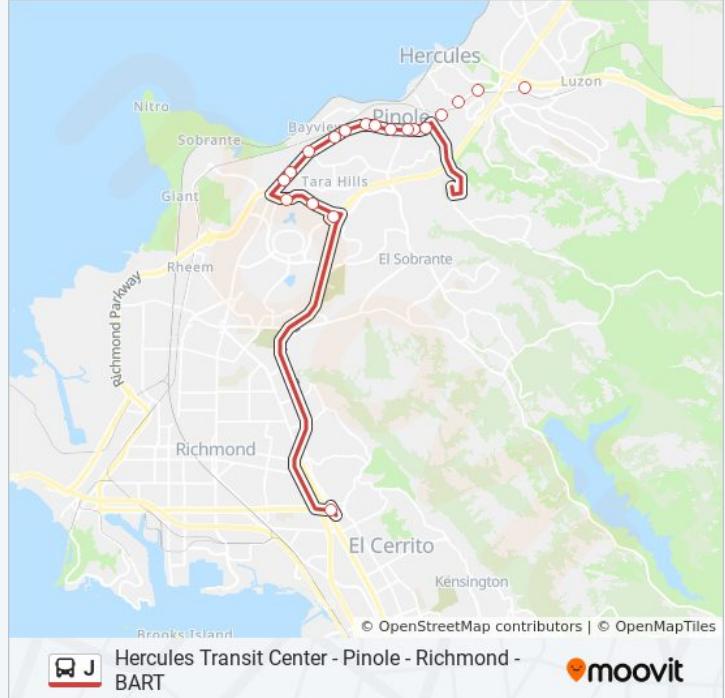 Hercules
Luzon
Nitro
Pinole
Bayview
Sobrante
Tara Hills
Giant
El Sobrante
Rheem
Richmond Parkway
Richmond
El Cerrito
Kensington
Brooks Island
© OpenStreetMap contributors | © OpenMapTiles
J
Hercules Transit Center - Pinole - Richmond -
BART
moovit